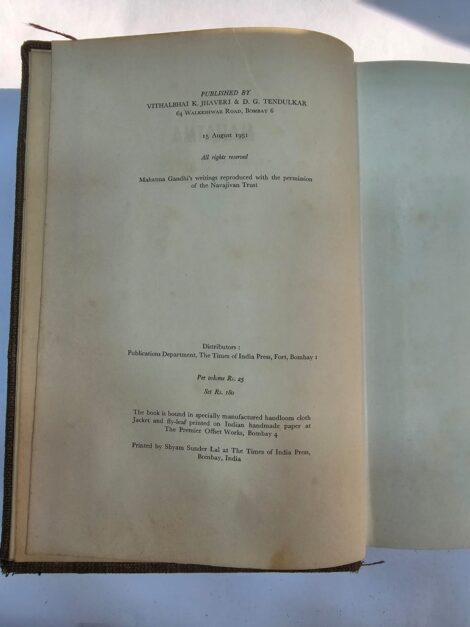 PUBLISHED BY
VITHALBHAI K. JHAVERI & D. G. TENDULKAR
64 WALKESHWAR ROAD, BOMBAY 6
15 August 1951
All rights reserved
Mahatma Gandhi's writings reproduced with the permission
of the Navajivan Trust
Distributors :
Publications Department, The Times of India Press, Fort, Bombay 1
Per volume Rs. 25
Set Rs. 180
The book is bound in specially manufactured handloom cloth
Jacket and fly-leaf printed on Indian handmade paper at
The Premier Offset Works, Bombay 4
Printed by Shyam Sunder Lal at The Times of India Press,
Bombay, India